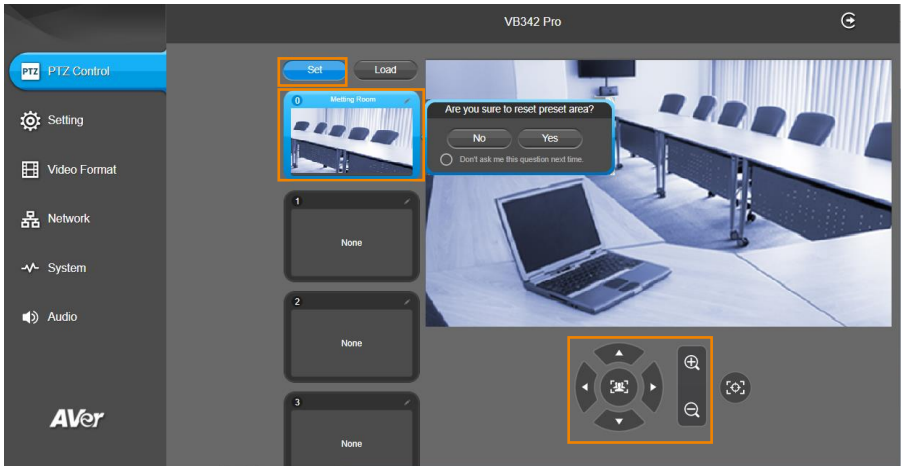 VB342 Pro
PTZ PTZ Control
Setting
Video Format
Network
System
Audio
AVer
Set
Load
0 Metting Room
1
None
2
None
3
None
Are you sure to reset preset area?
No
Yes
Don't ask me this question next time.